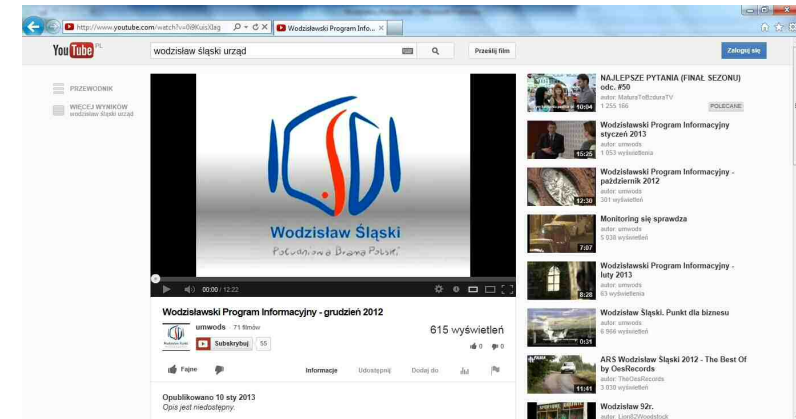 http://www.youtube.com/watch?v=0i9KuisXlag
Wodzisławski Program Info...
You Tube PL
wodzisław śląski urząd
Prześlij film
Zaloguj się
PRZEWODNIK
WIĘCEJ WYNIKÓW
wodzisław śląski urząd
Wodzisław Śląski
Południowa Brama Polski
00:00 / 12:22
Wodzisławski Program Informacyjny - grudzień 2012
umwods · 71 filmów
Subskrybuj 55
615 wyświetleń
0 0
Fajne
Informacje Udostępnij Dodaj do
Opublikowano 10 sty 2013
Opis jest niedostępny.
NAJLEPSZE PYTANIA (FINAŁ SEZONU)
odc. #50
autor: MaturaToBzduraTV
1 255 166 POLECANE
10:04
Wodzisławski Program Informacyjny
styczeń 2013
autor: umwods
1 053 wyświetlenia
15:25
Wodzisławski Program Informacyjny -
październik 2012
autor: umwods
301 wyświetleń
12:30
Monitoring się sprawdza
autor: umwods
5 038 wyświetleń
7:07
Wodzisławski Program Informacyjny -
luty 2013
autor: umwods
63 wyświetlenia
8:28
Wodzisław Śląski. Punkt dla biznesu
autor: umwods
6 966 wyświetleń
0:31
ARS Wodzisław Śląski 2012 - The Best Of
by OesRecords
autor: TheOesRecords
3 038 wyświetleń
11:41
Wodzisław 92r.
autor: Lion82Woodstock